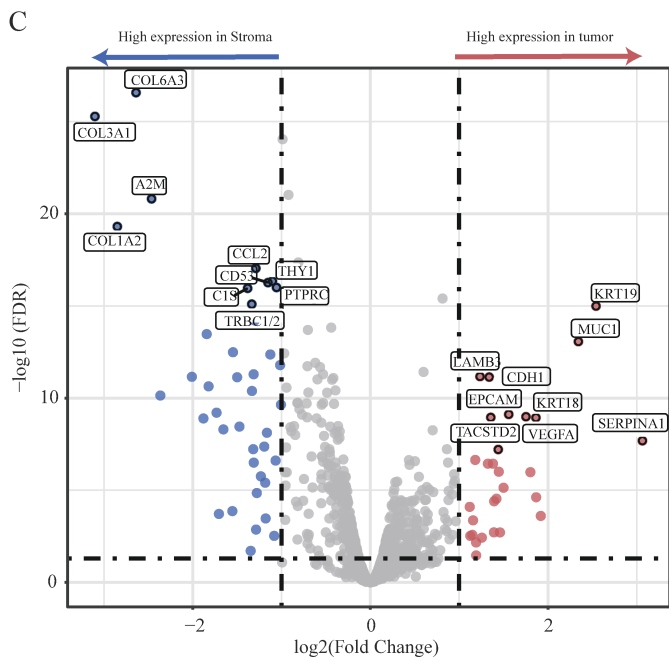 C
High expression in Stroma
High expression in tumor
COL6A3
COL3A1
A2M
COL1A2
CCL2
CD53
THY1
C1S
PTPRC
TRBC1/2
KRT19
MUC1
LAMB3
CDH1
EPCAM
KRT18
SERPINA1
TACSTD2
VEGFA
20
10
0
−log10 (FDR)
−2
0
2
log2(Fold Change)